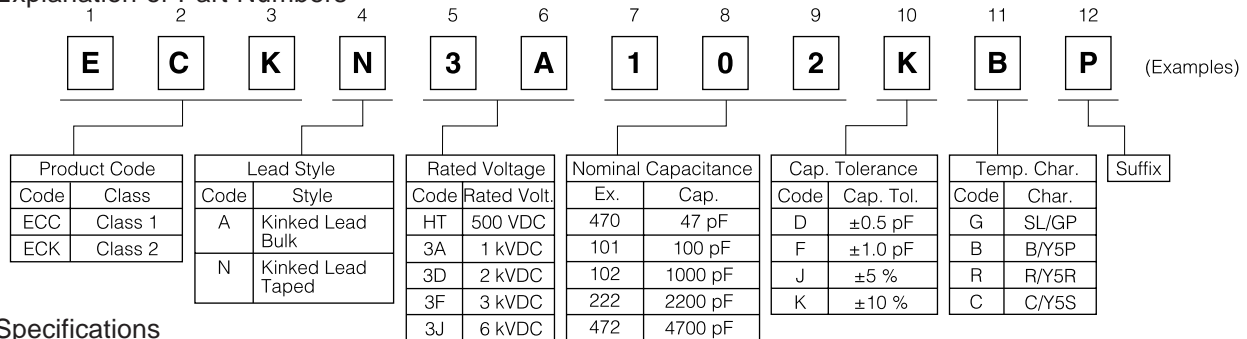 Explanation of Part Numbers
1 2 3 4 5 6 7 8 9 10 11 12
E C K N 3 A 1 0 2 K B P (Examples)
Product Code
Code Class
ECC Class 1
ECK Class 2
Lead Style
Code Style
A Kinked Lead
Bulk
N Kinked Lead
Taped
Rated Voltage
Code Rated Volt.
HT 500 VDC
3A 1 kVDC
3D 2 kVDC
3F 3 kVDC
3J 6 kVDC
Nominal Capacitance
Ex. Cap.
470 47 pF
101 100 pF
102 1000 pF
222 2200 pF
472 4700 pF
Cap. Tolerance
Code Cap. Tol.
D ±0.5 pF
F ±1.0 pF
J ±5 %
K ±10 %
Temp. Char.
Code Char.
G SL/GP
B B/Y5P
R R/Y5R
C C/Y5S
Suffix
Specifications